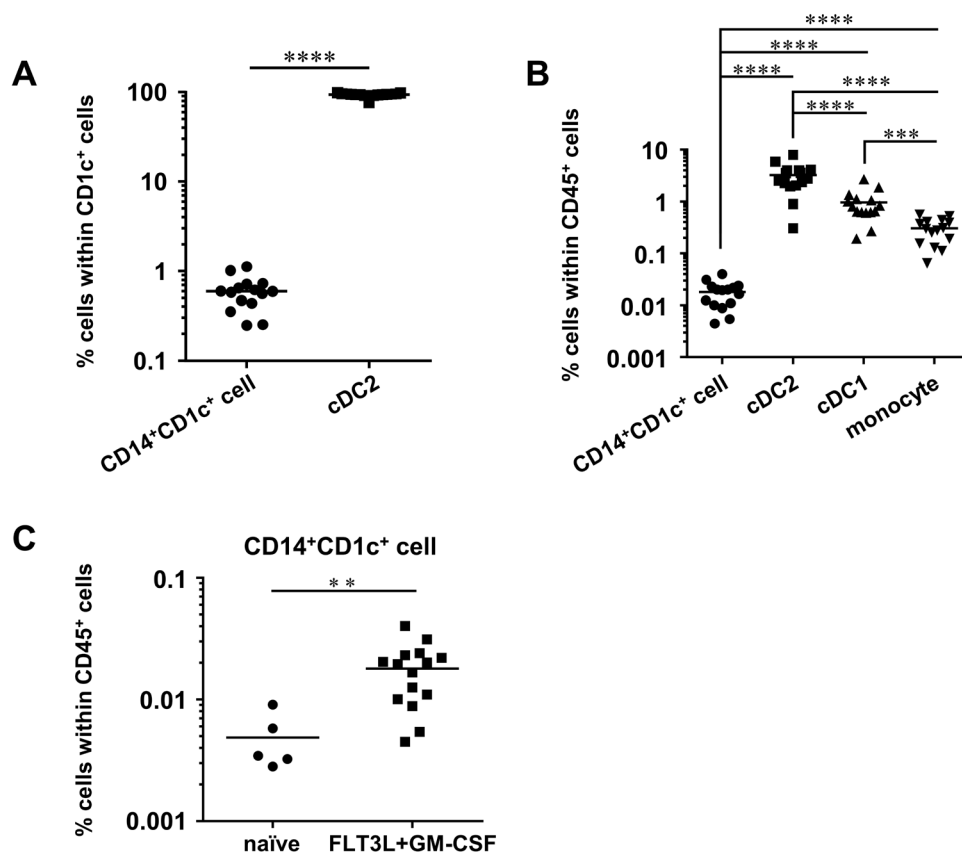 A
% cells within CD1c⁺ cells
****
100
10
1
0.1
CD14⁺CD1c⁺ cell
cDC2
B
% cells within CD45⁺ cells
****
****
****
****
****
***
10
1
0.1
0.01
0.001
CD14⁺CD1c⁺ cell
cDC2
cDC1
monocyte
C
CD14⁺CD1c⁺ cell
% cells within CD45⁺ cells
**
0.1
0.01
0.001
naïve
FLT3L+GM-CSF